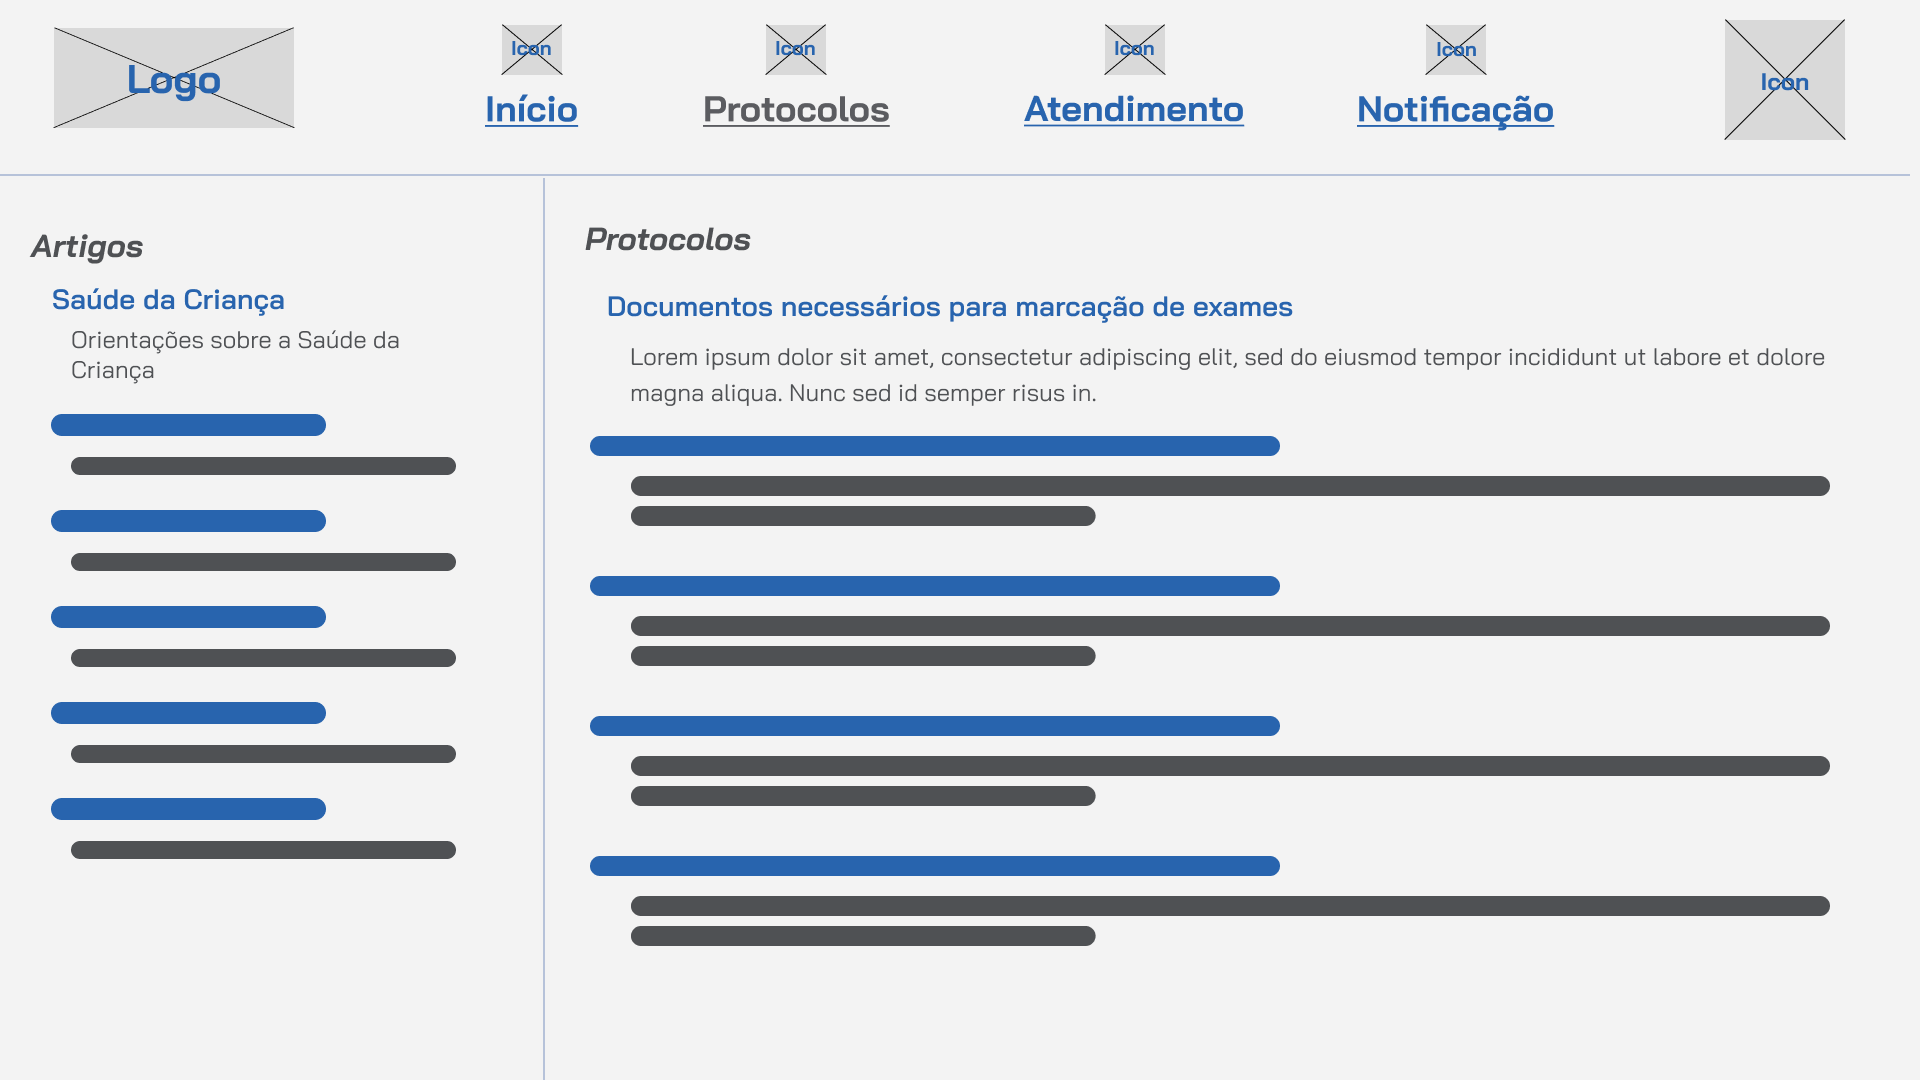 Logo
Icon
Icon
Icon
Icon
Icon
Início
Protocolos
Atendimento
Notificação
Artigos
Saúde da Criança
Orientações sobre a Saúde da
Criança
Protocolos
Documentos necessários para marcação de exames
Lorem ipsum dolor sit amet, consectetur adipiscing elit, sed do eiusmod tempor incididunt ut labore et dolore
magna aliqua. Nunc sed id semper risus in.